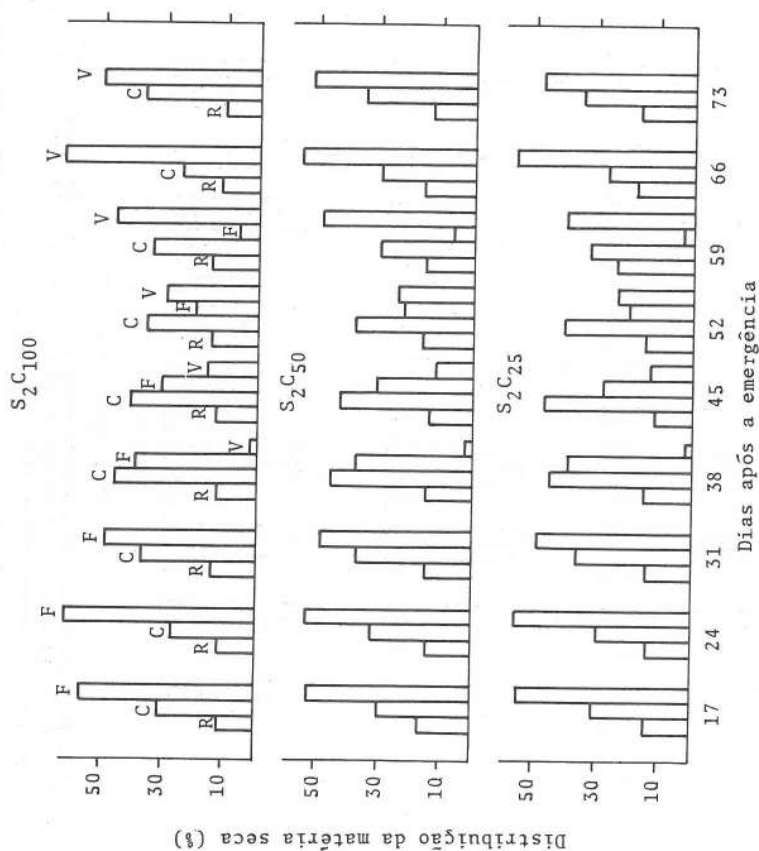 Distribuição da matéria seca (%)
S₂C₁₀₀
50
30
10
R C F
R C F
R C F
R C F V
R C F V
R C F V
R C F V
R C V
R C V
S₂C₅₀
50
30
10
S₂C₂₅
50
30
10
17 24 31 38 45 52 59 66 73
Dias após a emergência